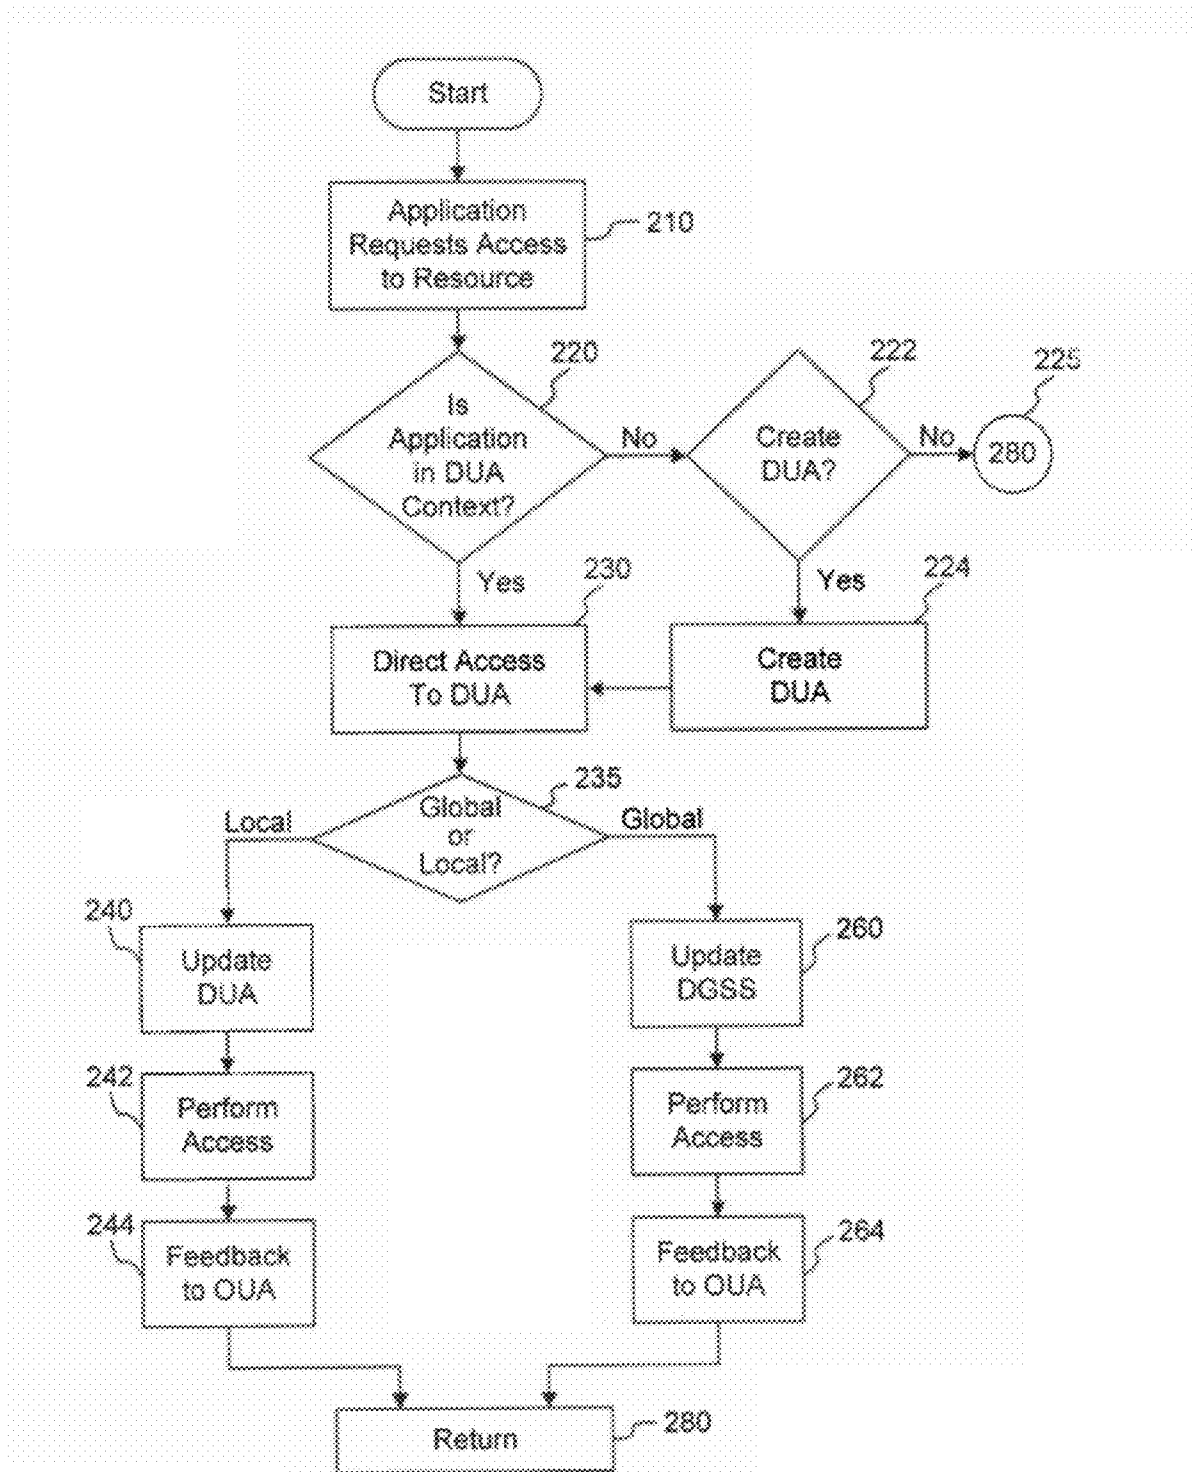 Start
Application
Requests Access
to Resource
210
Is
Application
in DUA
Context?
220
No
Create
DUA?
222
No
280
225
Yes
Yes
Direct Access
To DUA
230
Create
DUA
224
Global
or
Local?
235
Local
Global
Update
DUA
240
Update
DGSS
260
Perform
Access
242
Perform
Access
262
Feedback
to OUA
244
Feedback
to OUA
264
Return
280